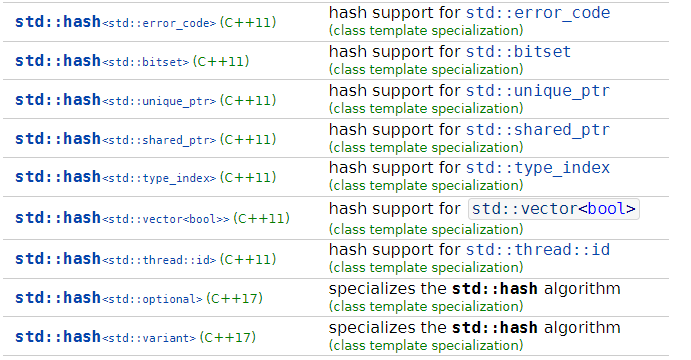 std::hash<std::error_code> (C++11)
hash support for std::error_code
(class template specialization)
std::hash<std::bitset> (C++11)
hash support for std::bitset
(class template specialization)
std::hash<std::unique_ptr> (C++11)
hash support for std::unique_ptr
(class template specialization)
std::hash<std::shared_ptr> (C++11)
hash support for std::shared_ptr
(class template specialization)
std::hash<std::type_index> (C++11)
hash support for std::type_index
(class template specialization)
std::hash<std::vector<bool>> (C++11)
hash support for std::vector<bool>
(class template specialization)
std::hash<std::thread::id> (C++11)
hash support for std::thread::id
(class template specialization)
std::hash<std::optional> (C++17)
specializes the std::hash algorithm
(class template specialization)
std::hash<std::variant> (C++17)
specializes the std::hash algorithm
(class template specialization)